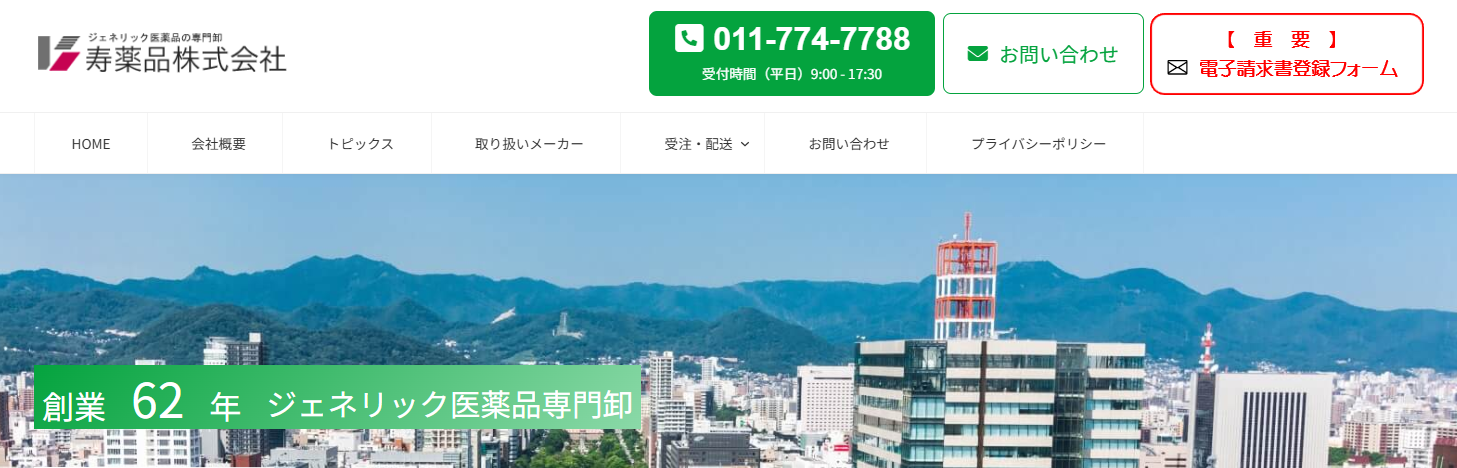 ジェネリック医薬品の専門卸
寿薬品株式会社
011-774-7788
受付時間（平日）9:00 - 17:30
お問い合わせ
【 重 要 】
電子請求書登録フォーム
HOME
会社概要
トピックス
取り扱いメーカー
受注・配送
お問い合わせ
プライバシーポリシー
創業 62 年 ジェネリック医薬品専門卸